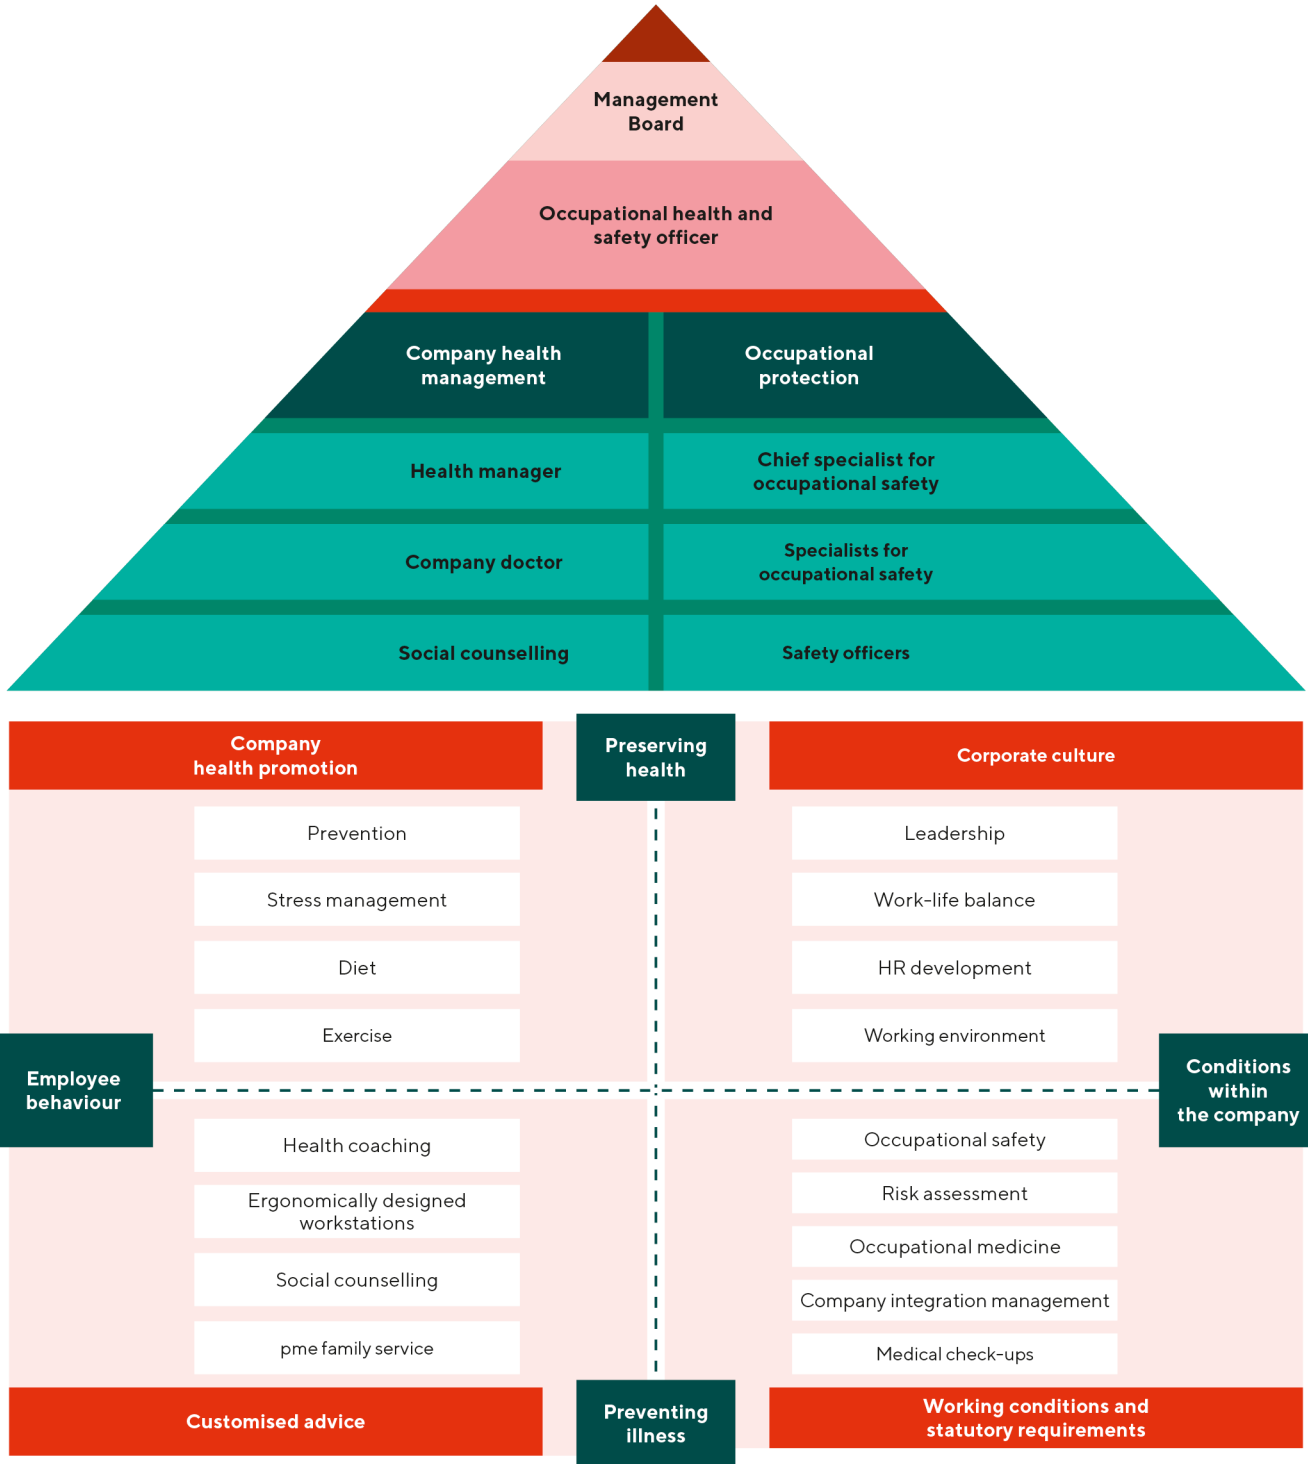 Management
Board
Occupational health and
safety officer
Company health
management
Occupational
protection
Health manager
Chief specialist for
occupational safety
Company doctor
Specialists for
occupational safety
Social counselling
Safety officers
Company
health promotion
Preserving
health
Corporate culture
Prevention
Stress management
Diet
Exercise
Leadership
Work-life balance
HR development
Working environment
Employee
behaviour
Conditions
within
the company
Health coaching
Ergonomically designed
workstations
Social counselling
pme family service
Occupational safety
Risk assessment
Occupational medicine
Company integration management
Medical check-ups
Customised advice
Preventing
illness
Working conditions and
statutory requirements